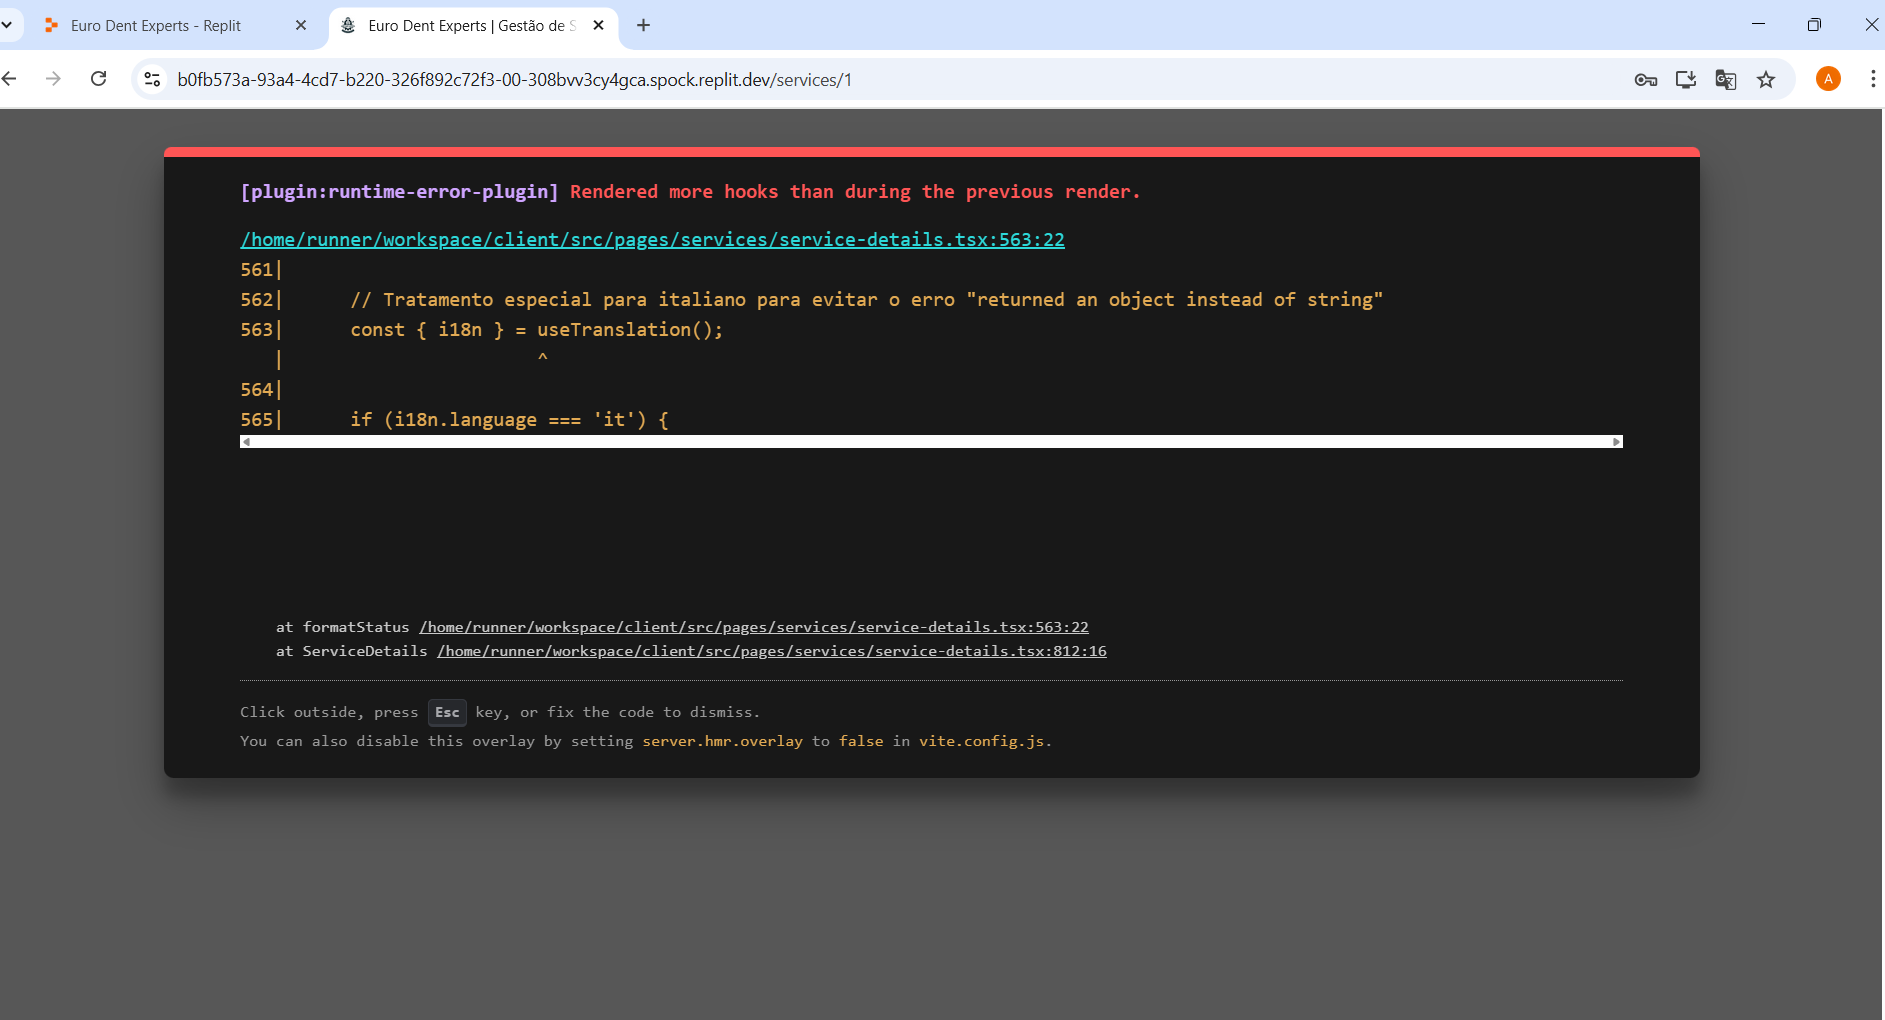 Euro Dent Experts - Replit
Euro Dent Experts | Gestão de S
b0fb573a-93a4-4cd7-b220-326f892c72f3-00-308bvv3cy4gca.spock.replit.dev/services/1
A
[plugin:runtime-error-plugin] Rendered more hooks than during the previous render.
/home/runner/workspace/client/src/pages/services/service-details.tsx:563:22
561|
562|      // Tratamento especial para italiano para evitar o erro "returned an object instead of string"
563|      const { i18n } = useTranslation();
   |                       ^
564|
565|      if (i18n.language === 'it') {
at formatStatus /home/runner/workspace/client/src/pages/services/service-details.tsx:563:22
at ServiceDetails /home/runner/workspace/client/src/pages/services/service-details.tsx:812:16
Click outside, press Esc key, or fix the code to dismiss.
You can also disable this overlay by setting server.hmr.overlay to false in vite.config.js.